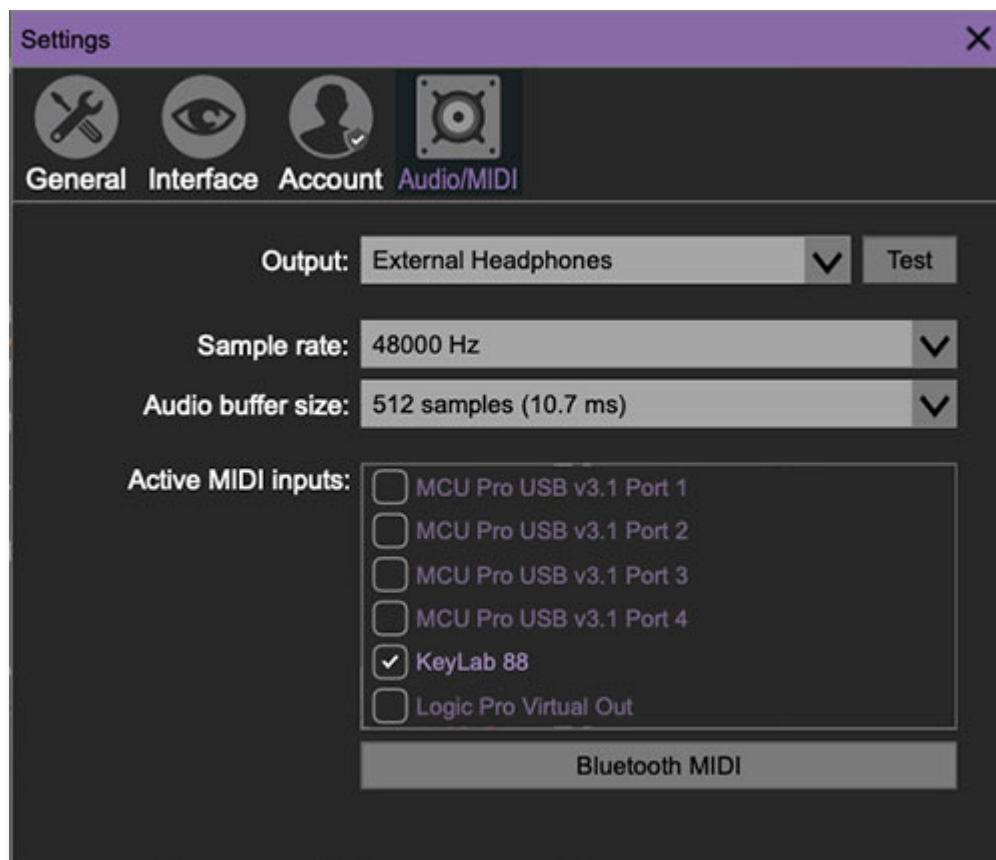 Settings
General Interface Account Audio/MIDI
Output: External Headphones Test
Sample rate: 48000 Hz
Audio buffer size: 512 samples (10.7 ms)
Active MIDI inputs: MCU Pro USB v3.1 Port 1
MCU Pro USB v3.1 Port 2
MCU Pro USB v3.1 Port 3
MCU Pro USB v3.1 Port 4
KeyLab 88
Logic Pro Virtual Out
Bluetooth MIDI